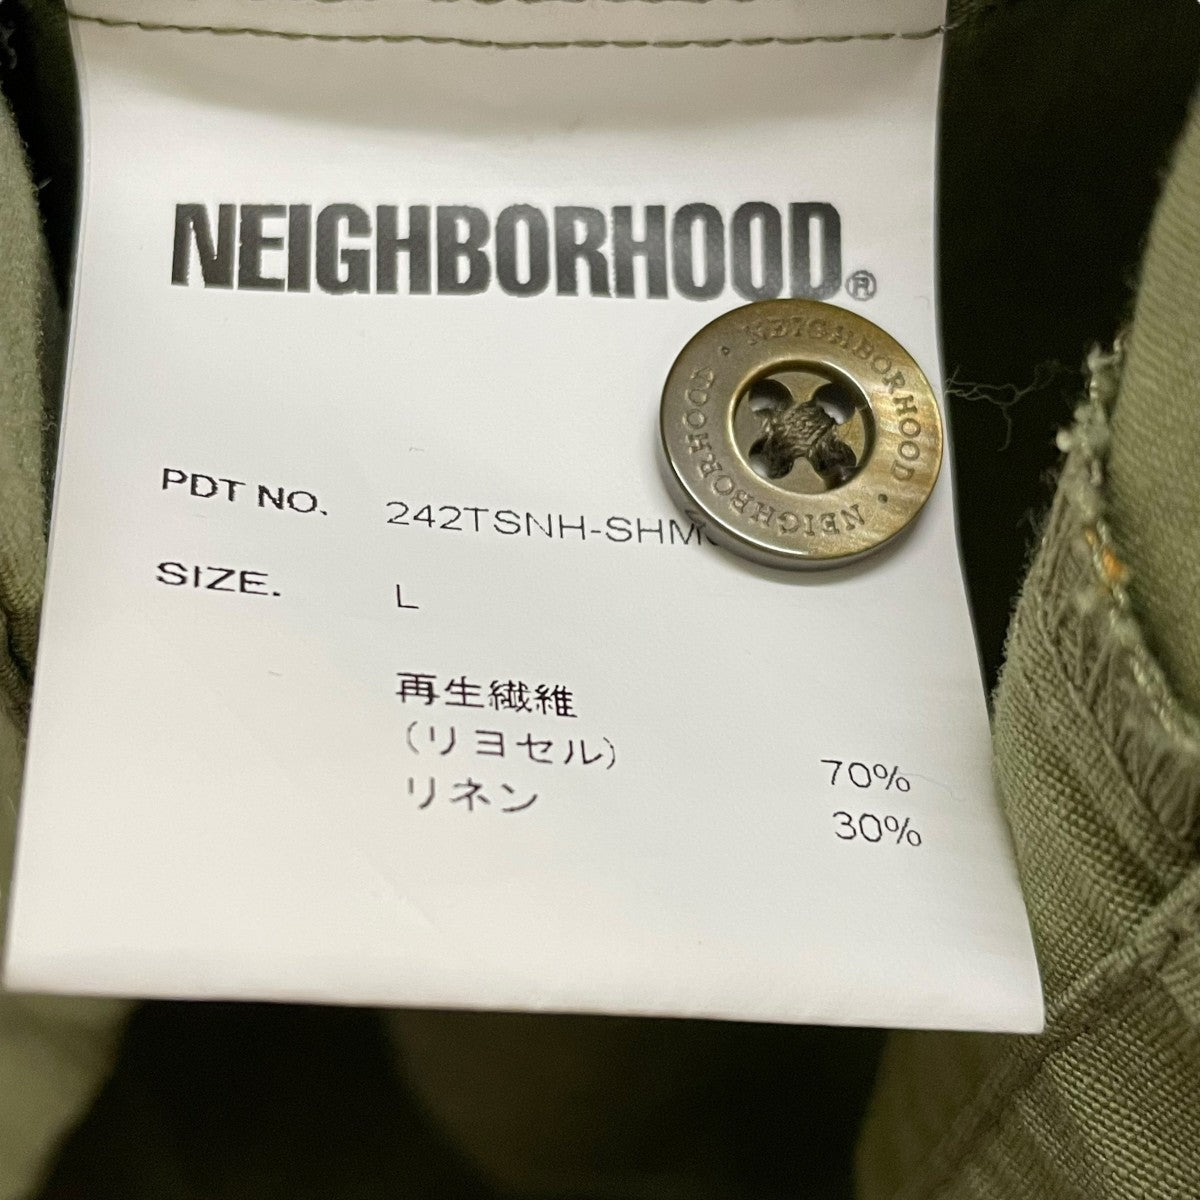 NEIGHBORHOOD®
NEIGHBORHOOD · NEIGHBORHOOD ·
PDT NO. 242TSNH-SHM
SIZE. L
再生繊維
(リヨセル) 70%
リネン 30%